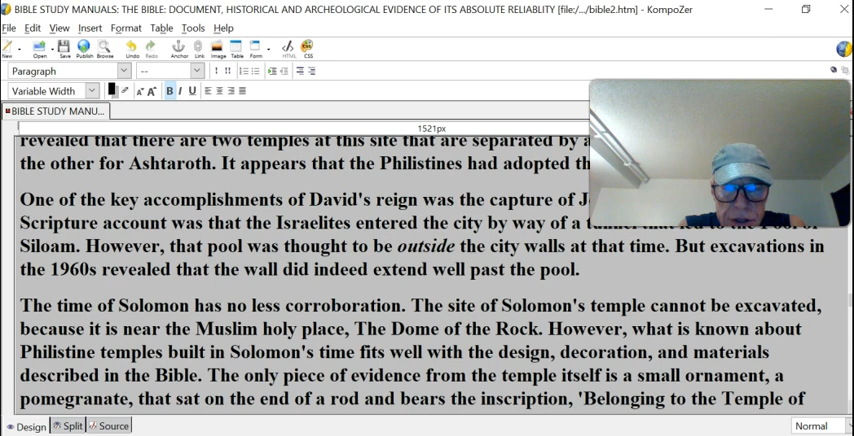 BIBLE STUDY MANUALS: THE BIBLE: DOCUMENT, HISTORICAL AND ARCHEOLOGICAL EVIDENCE OF ITS ABSOLUTE RELIABLITY [file:/.../bible2.htm] - KompoZer
File Edit View Insert Format Table Tools Help
New Open Save Publish Browse Undo Redo Anchor Link Image Table Form HTML CSS
Paragraph --
Variable Width A A B I U
BIBLE STUDY MANU...
1521px
revealed that there are two temples at this site that are separated by a
the other for Ashtaroth. It appears that the Philistines had adopted th
One of the key accomplishments of David's reign was the capture of J
Scripture account was that the Israelites entered the city by way of a tunnel that led to the Pool of
Siloam. However, that pool was thought to be outside the city walls at that time. But excavations in
the 1960s revealed that the wall did indeed extend well past the pool.
The time of Solomon has no less corroboration. The site of Solomon's temple cannot be excavated,
because it is near the Muslim holy place, The Dome of the Rock. However, what is known about
Philistine temples built in Solomon's time fits well with the design, decoration, and materials
described in the Bible. The only piece of evidence from the temple itself is a small ornament, a
pomegranate, that sat on the end of a rod and bears the inscription, 'Belonging to the Temple of
Design Split Source Normal